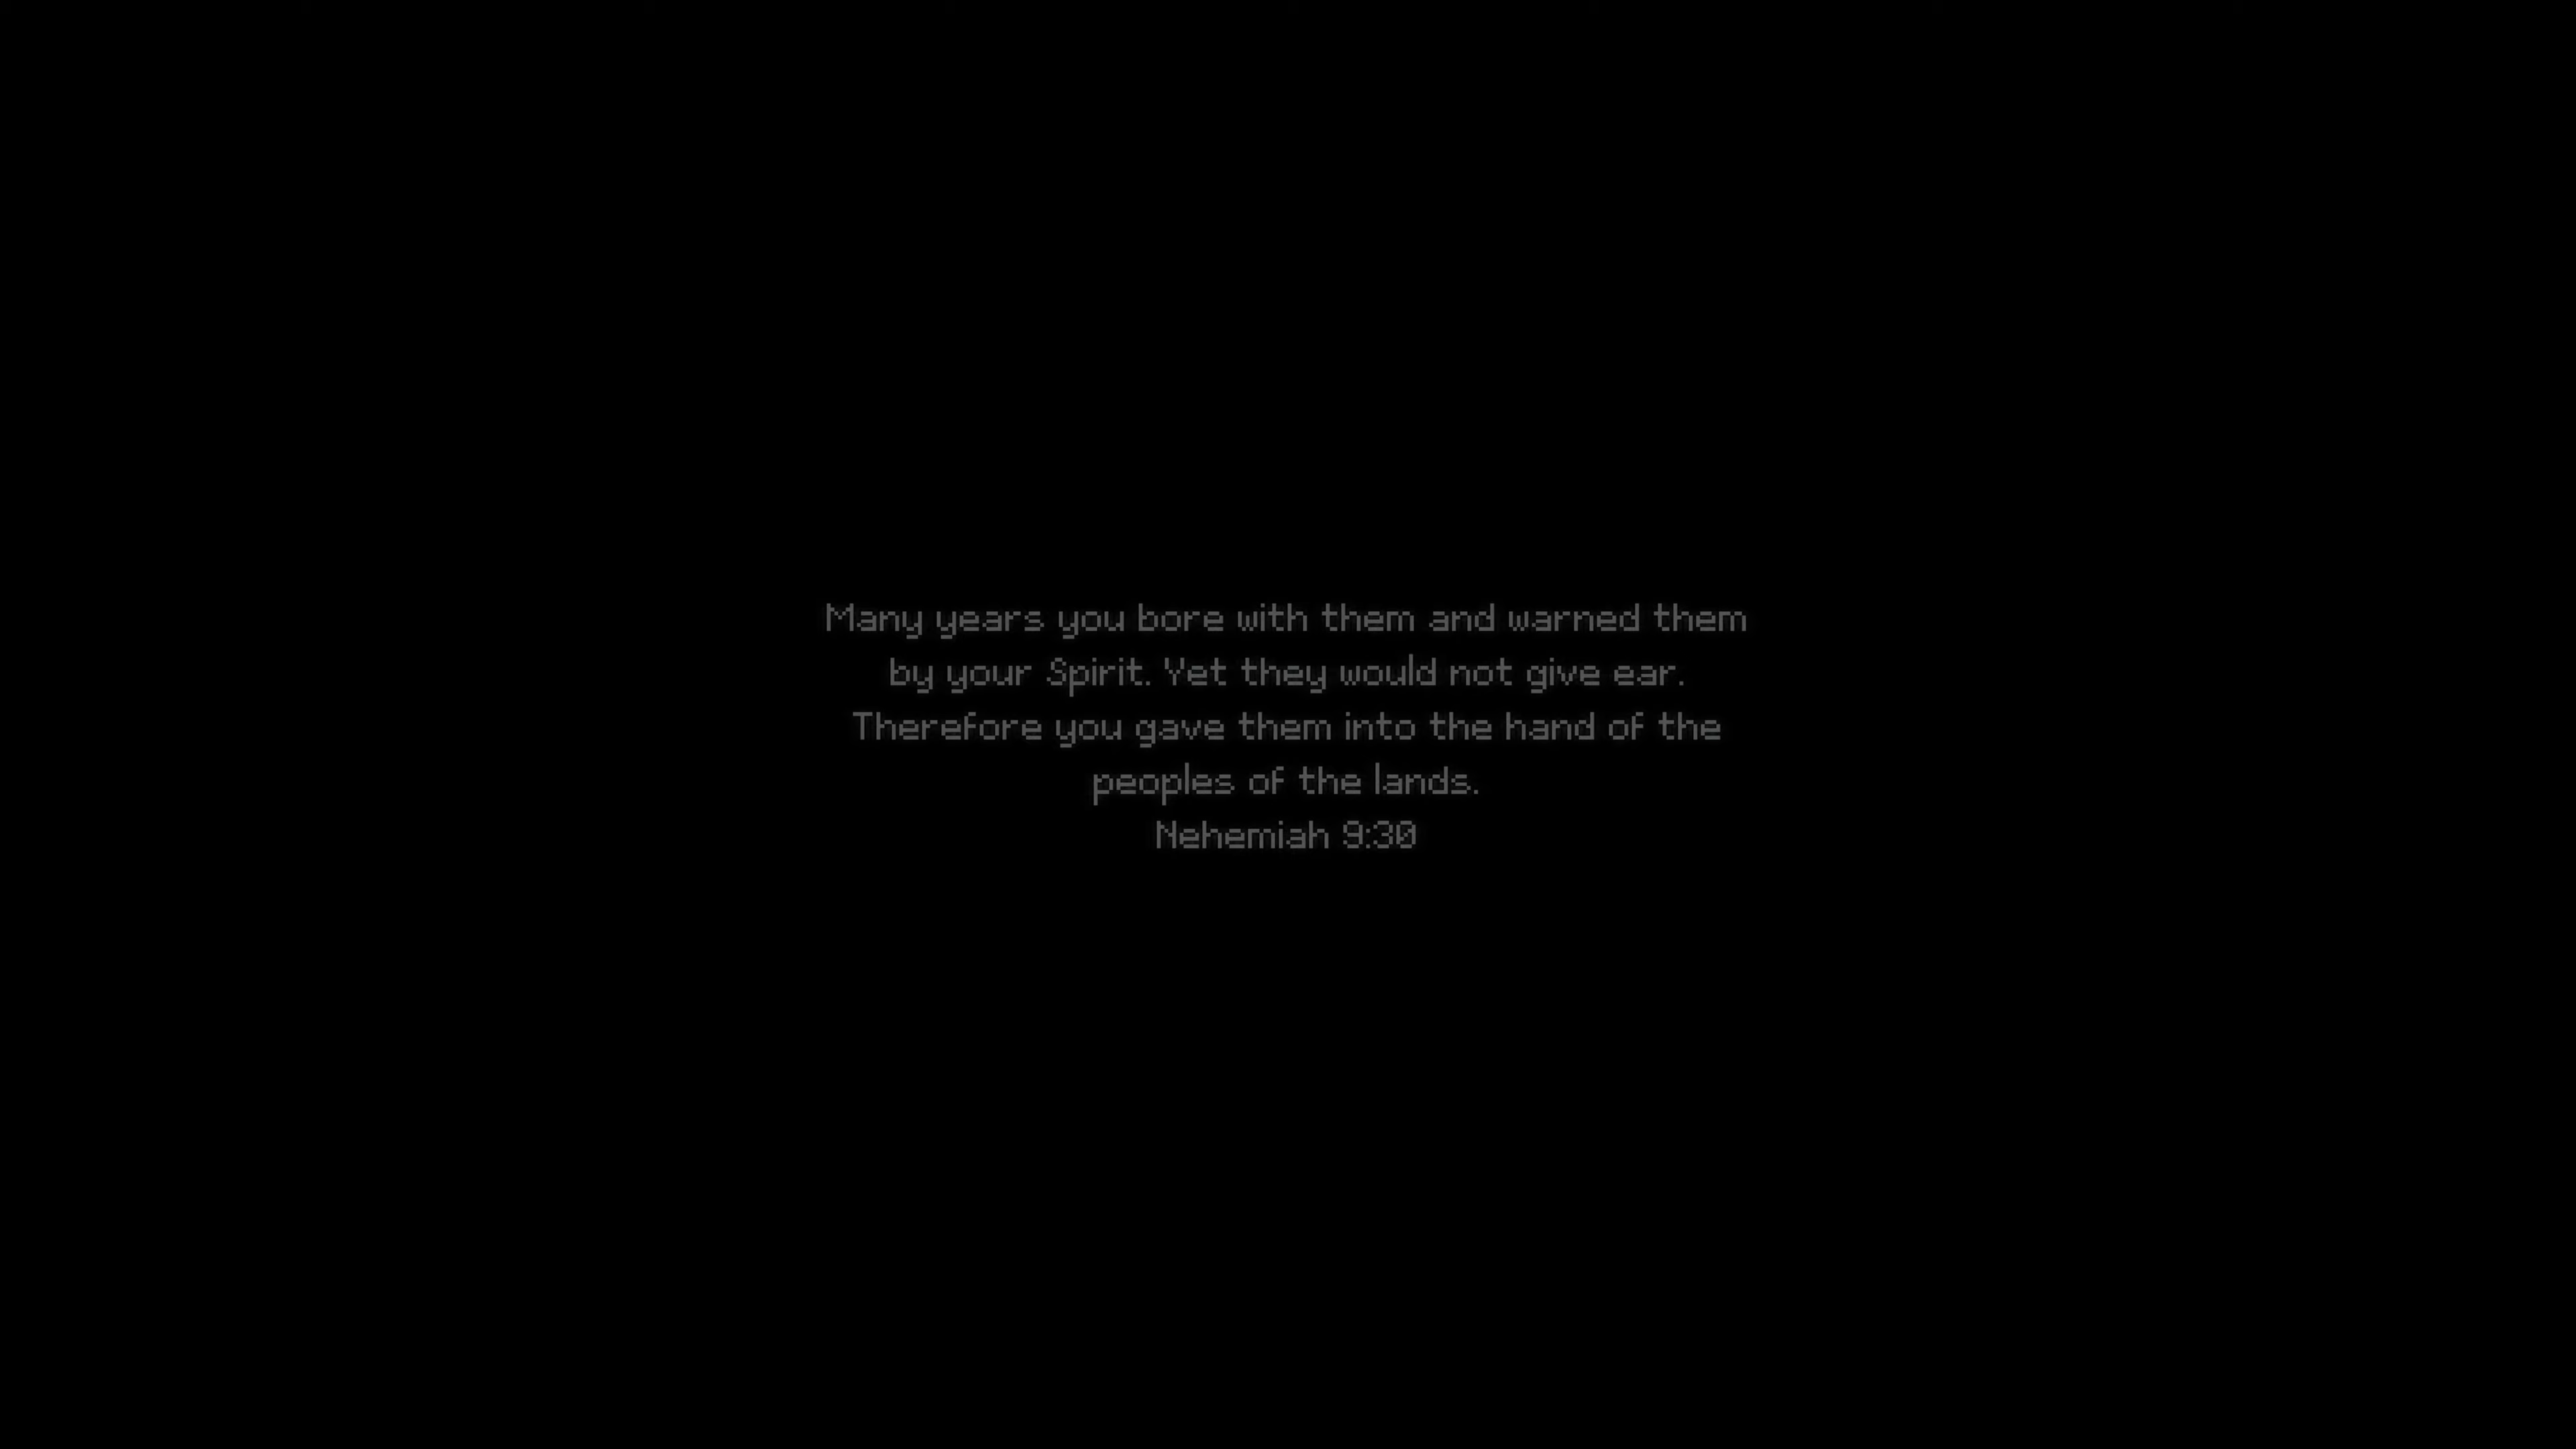 Many years you bore with them and warned them
by your Spirit. Yet they would not give ear.
Therefore you gave them into the hand of the
peoples of the lands.
Nehemiah 9:30